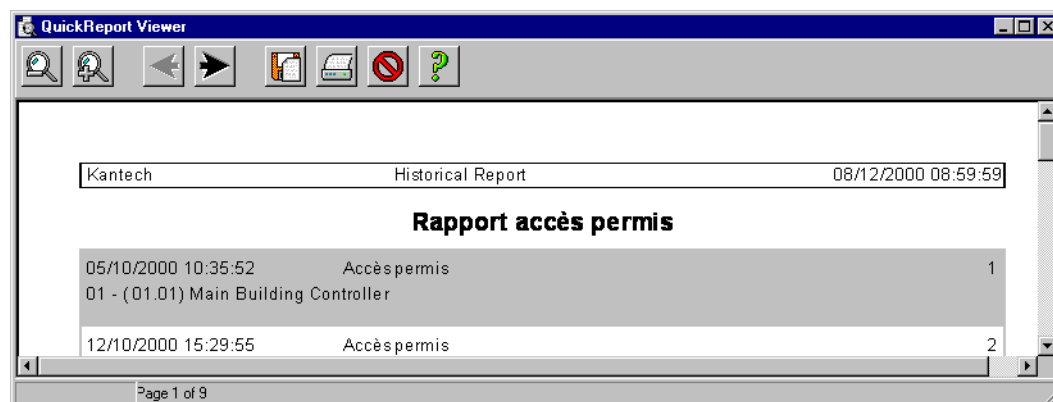 QuickReport Viewer
Kantech Historical Report 08/12/2000 08:59:59
Rapport accès permis
05/10/2000 10:35:52 Accès permis 1
01 - (01.01) Main Building Controller
12/10/2000 15:29:55 Accès permis 2
Page 1 of 9